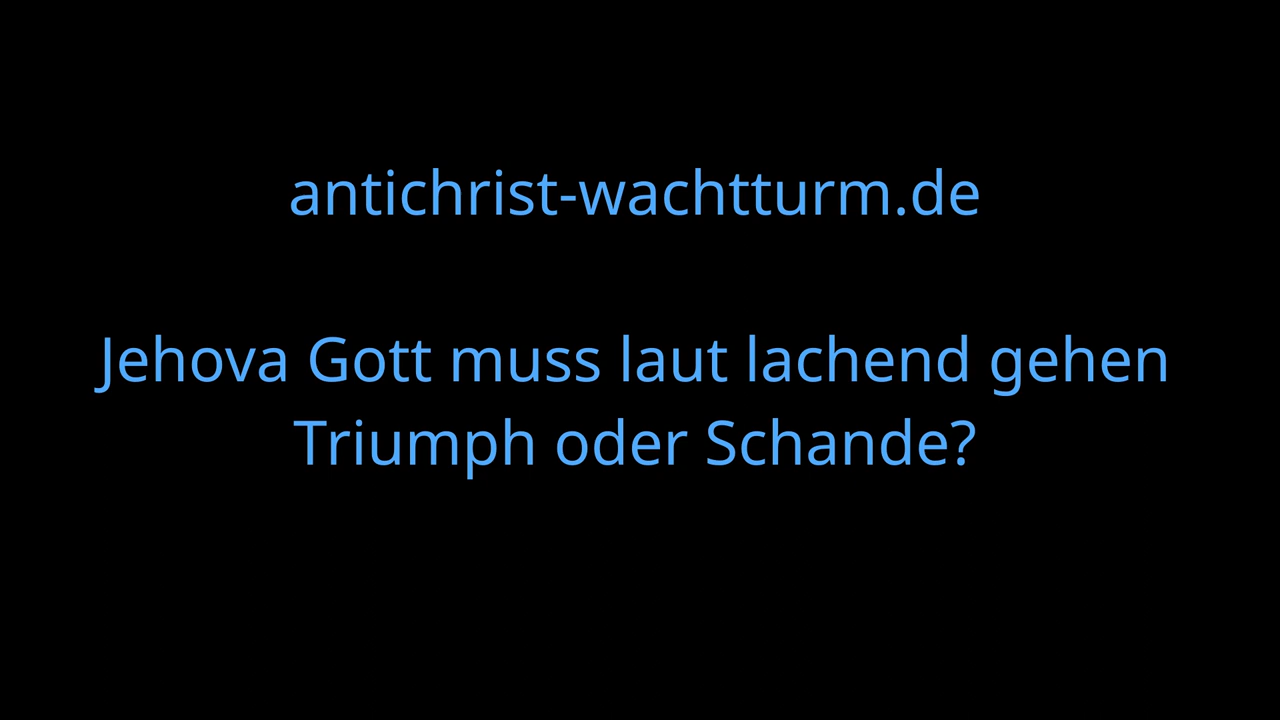 antichrist-wachtturm.de
Jehova Gott muss laut lachend gehen
Triumph oder Schande?